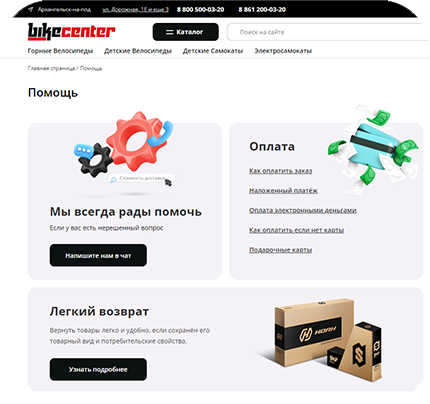 Архангельск-на-под ул. Дорожная, 1Е и еще 3 8 800 500-03-20 8 861 200-03-20
bikecenter Каталог Поиск на сайте
Горные Велосипеды Детские Велосипеды Детские Самокаты Электросамокаты
Главная страница / Помощь
Помощь
Стоимость доставки
Мы всегда рады помочь
Если у вас есть нерешенный вопрос
Напишите нам в чат
Оплата
Как оплатить заказ
Наложенный платёж
Оплата электронными деньгами
Как оплатить если нет карты
Подарочные карты
Легкий возврат
Вернуть товары легко и удобно, если сохранён его
товарный вид и потребительские свойства.
Узнать подробнее
HORH